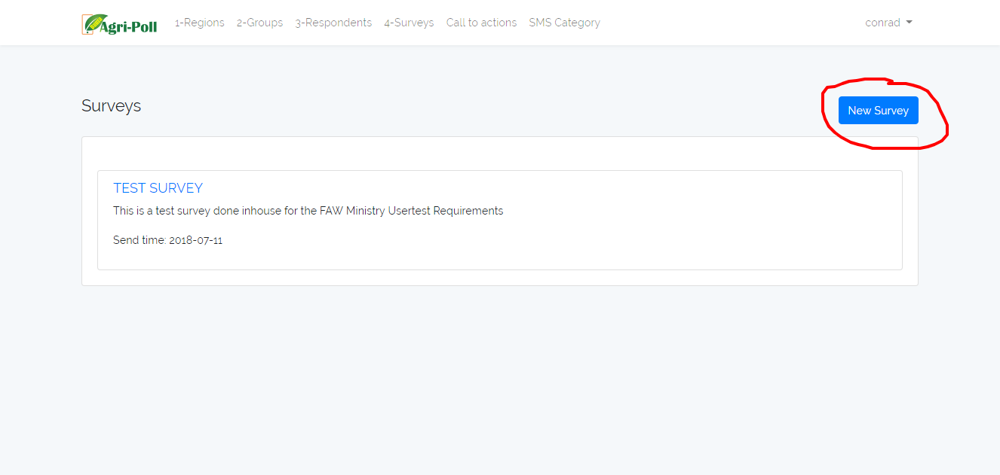 Agri-Poll 1-Regions 2-Groups 3-Respondents 4-Surveys Call to actions SMS Category conrad
Surveys
New Survey
TEST SURVEY
This is a test survey done inhouse for the FAW Ministry Usertest Requirements
Send time: 2018-07-11